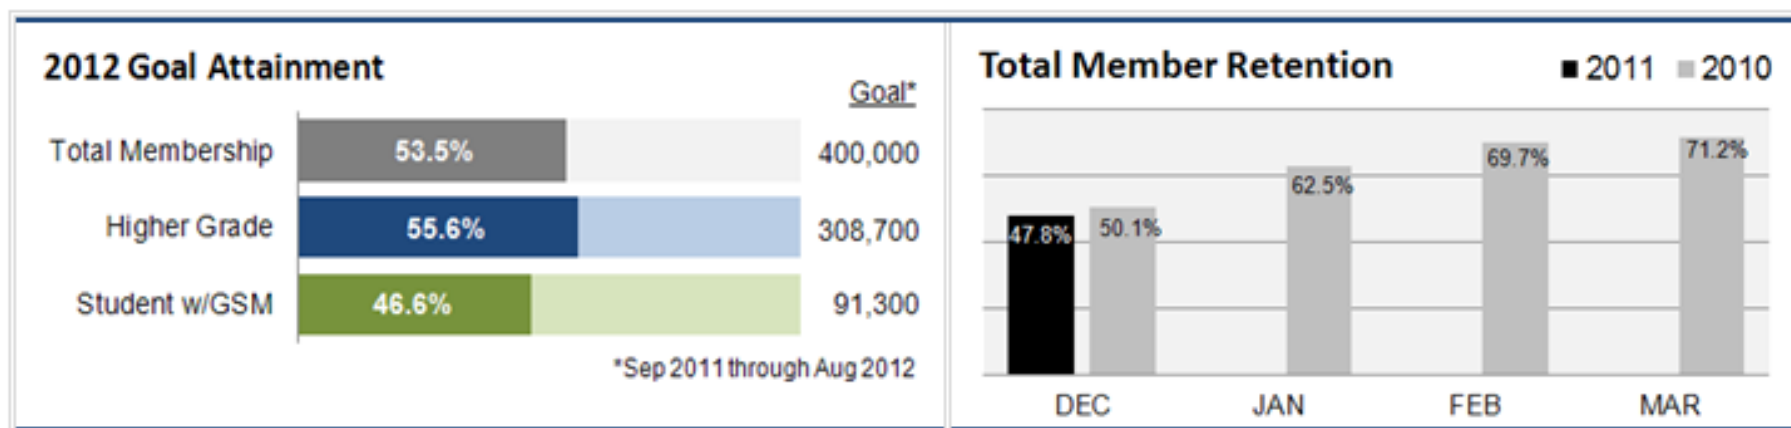 2012 Goal Attainment
Goal*
Total Membership 53.5% 400,000
Higher Grade 55.6% 308,700
Student w/GSM 46.6% 91,300
*Sep 2011 through Aug 2012
Total Member Retention 2011 2010
47.8% 50.1% 62.5% 69.7% 71.2%
DEC JAN FEB MAR